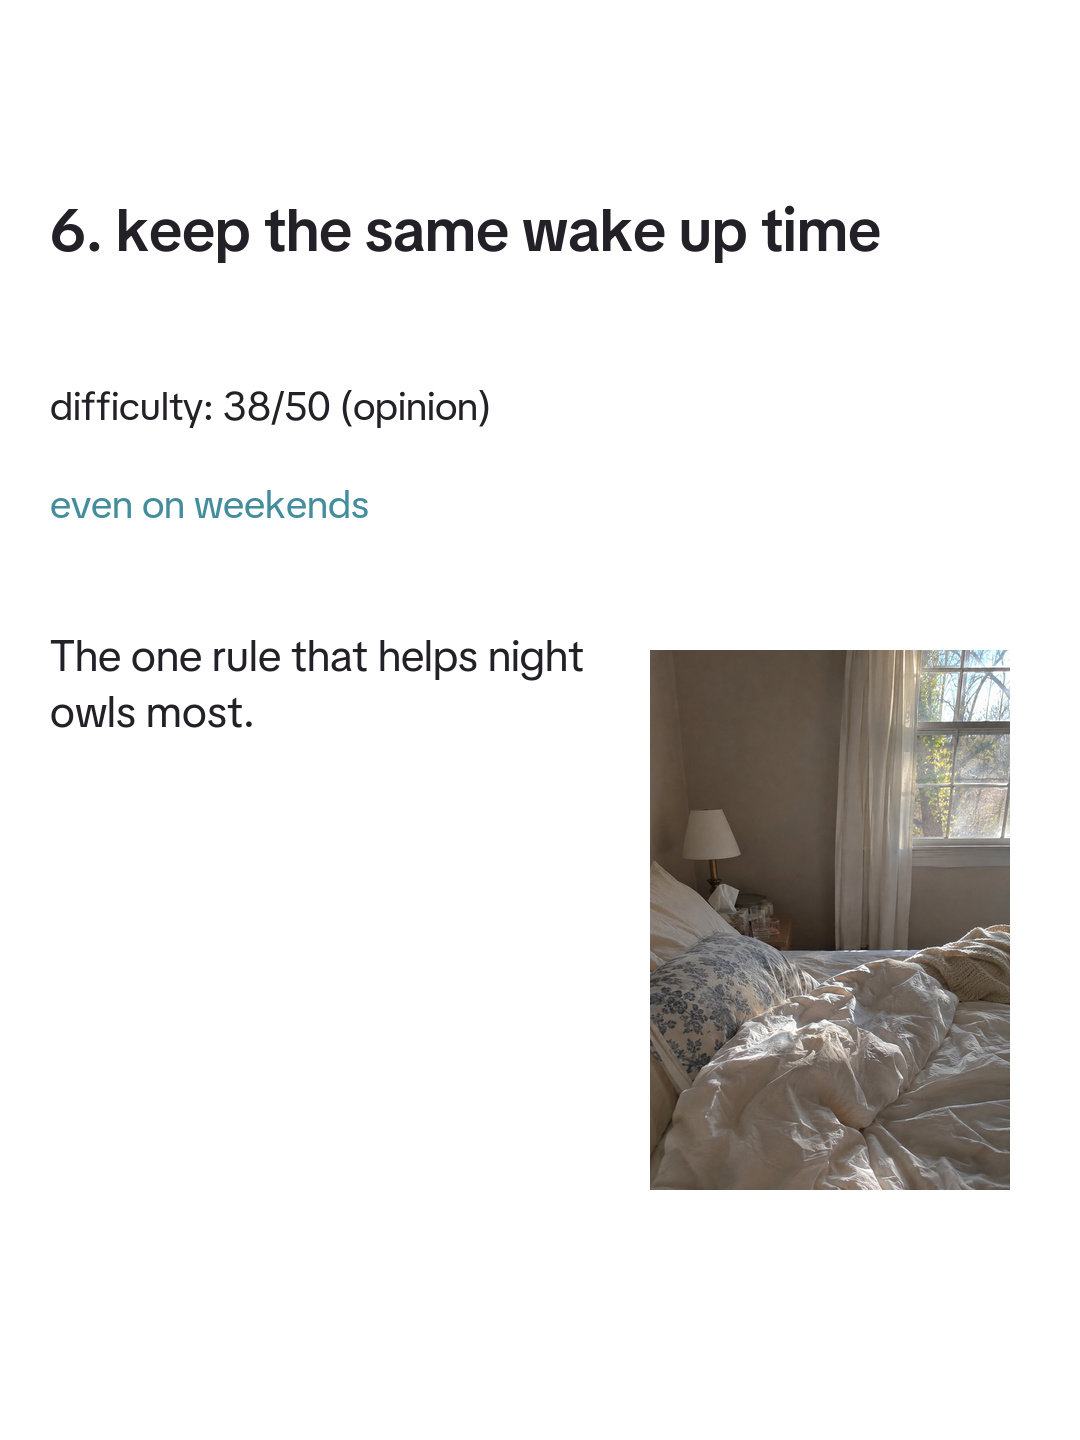 6. keep the same wake up time
difficulty: 38/50 (opinion)
even on weekends
The one rule that helps night
owls most.